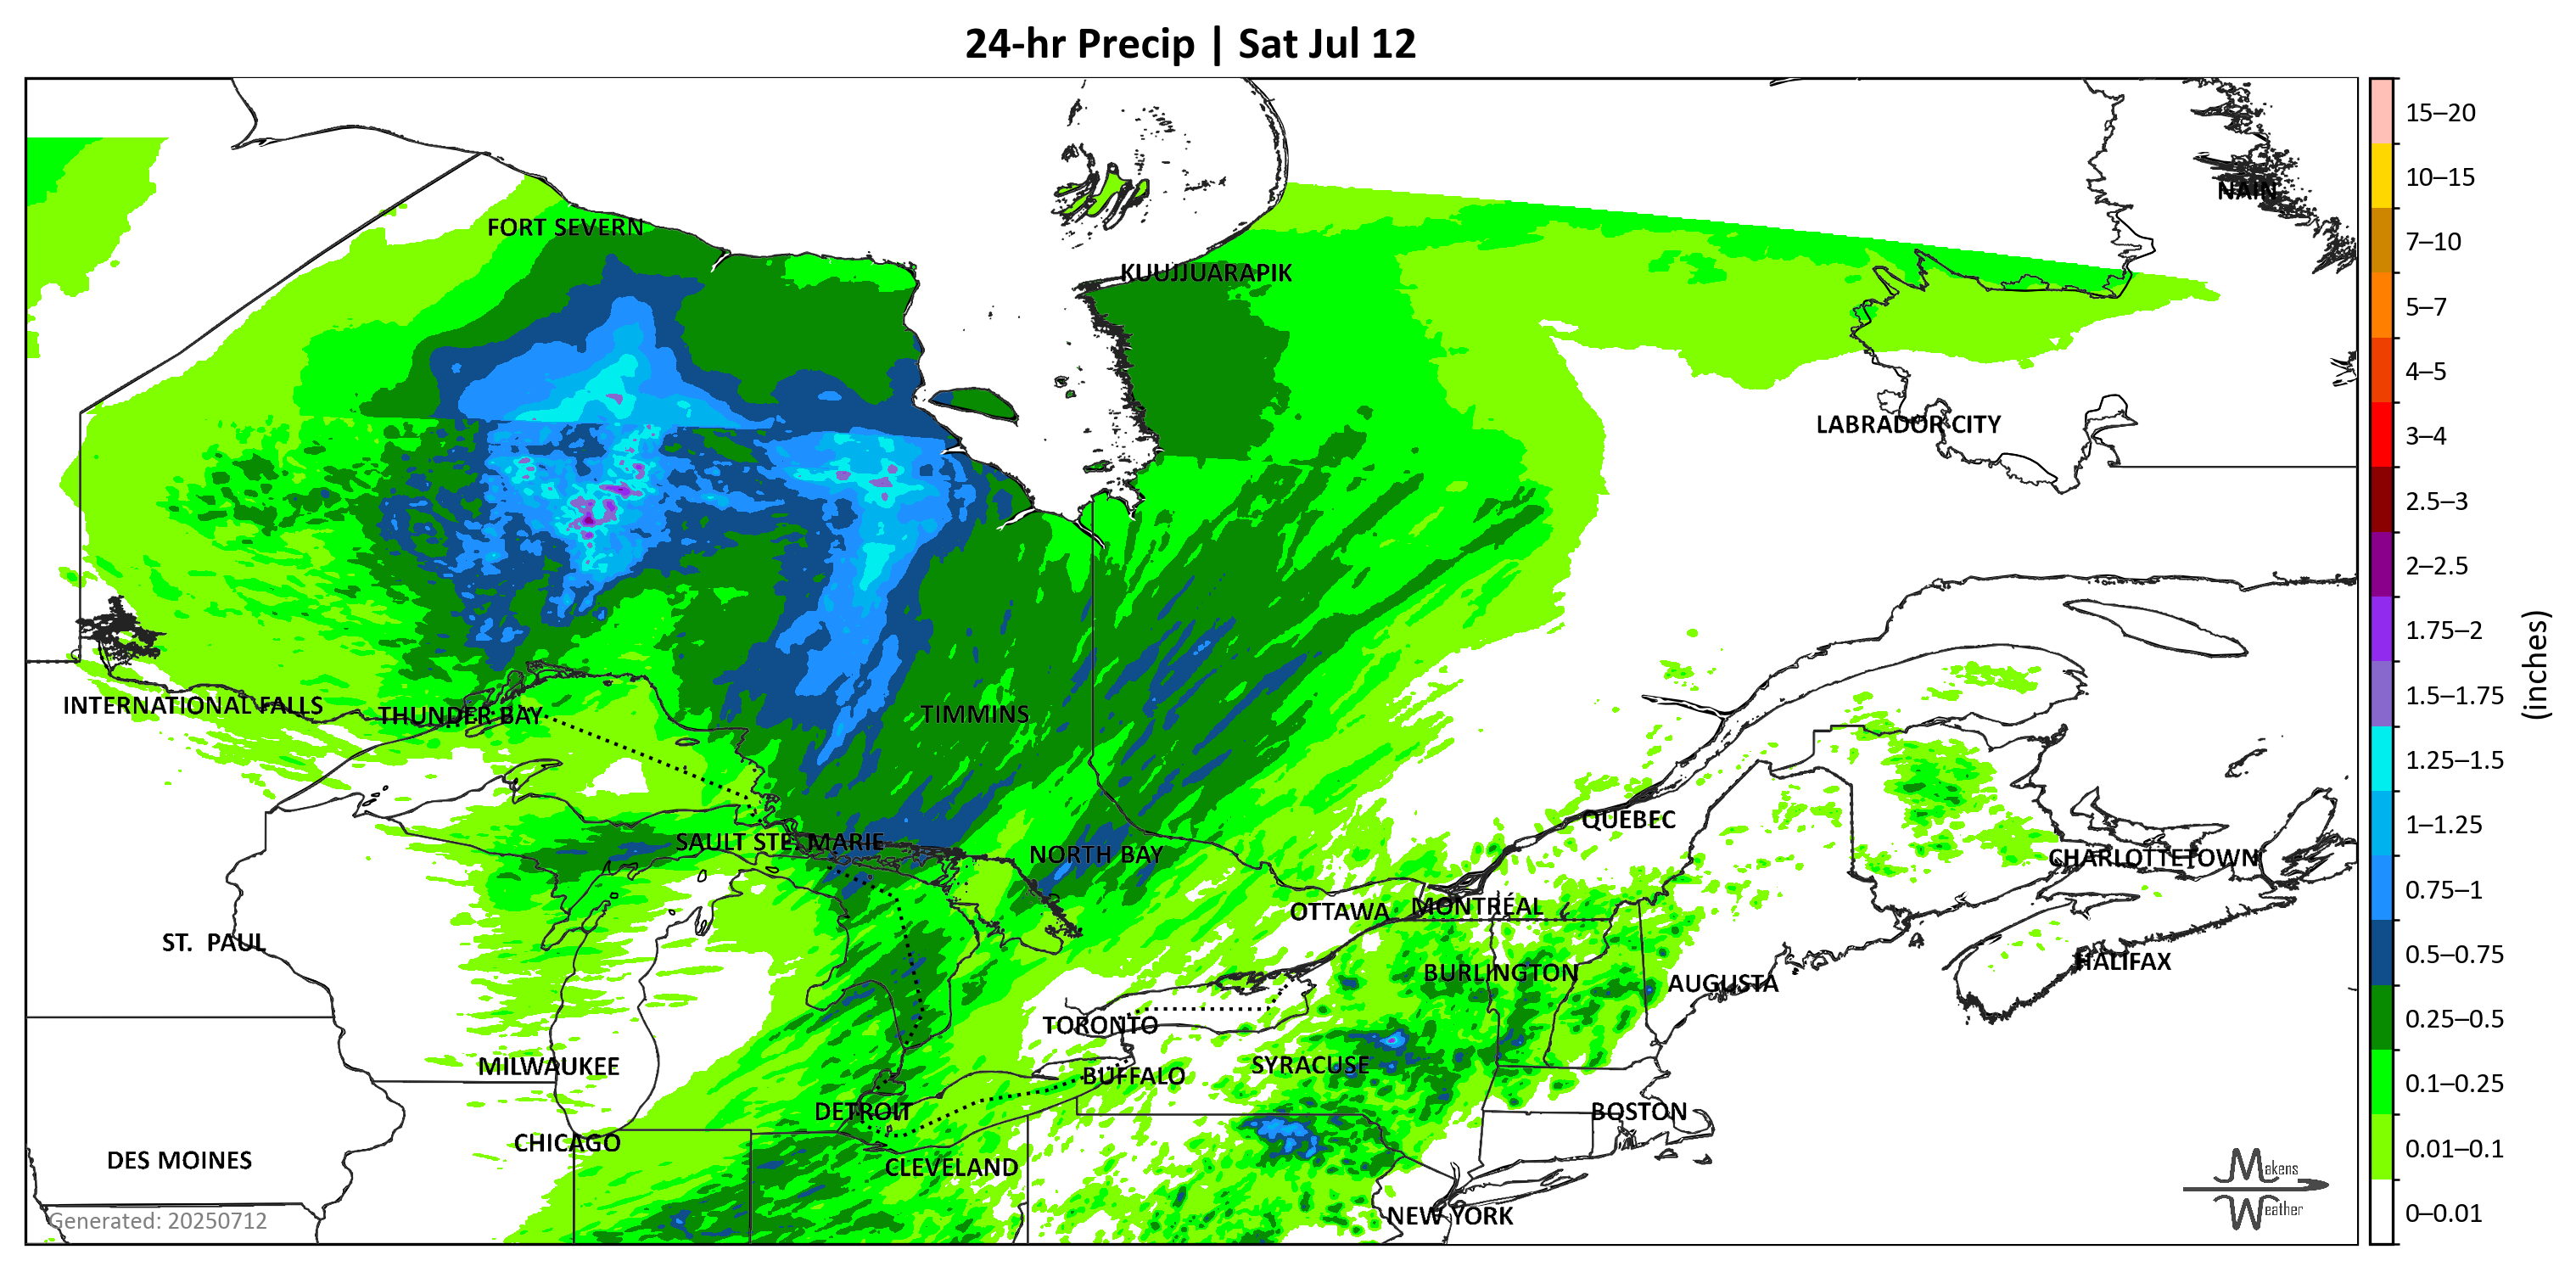 24-hr Precip | Sat Jul 12
NAIN
FORT SEVERN
KUUJJUARAPIK
LABRADOR CITY
INTERNATIONAL FALLS
THUNDER BAY
TIMMINS
QUEBEC
SAULT STE. MARIE
NORTH BAY
CHARLOTTETOWN
OTTAWA
MONTRÉAL
ST. PAUL
BURLINGTON
AUGUSTA
HALIFAX
TORONTO
MILWAUKEE
SYRACUSE
BUFFALO
DETROIT
BOSTON
CHICAGO
DES MOINES
CLEVELAND
NEW YORK
Generated: 20250712
Makens
Weather
15–20
10–15
7–10
5–7
4–5
3–4
2.5–3
2–2.5
1.75–2
1.5–1.75
1.25–1.5
1–1.25
0.75–1
0.5–0.75
0.25–0.5
0.1–0.25
0.01–0.1
0–0.01
(inches)